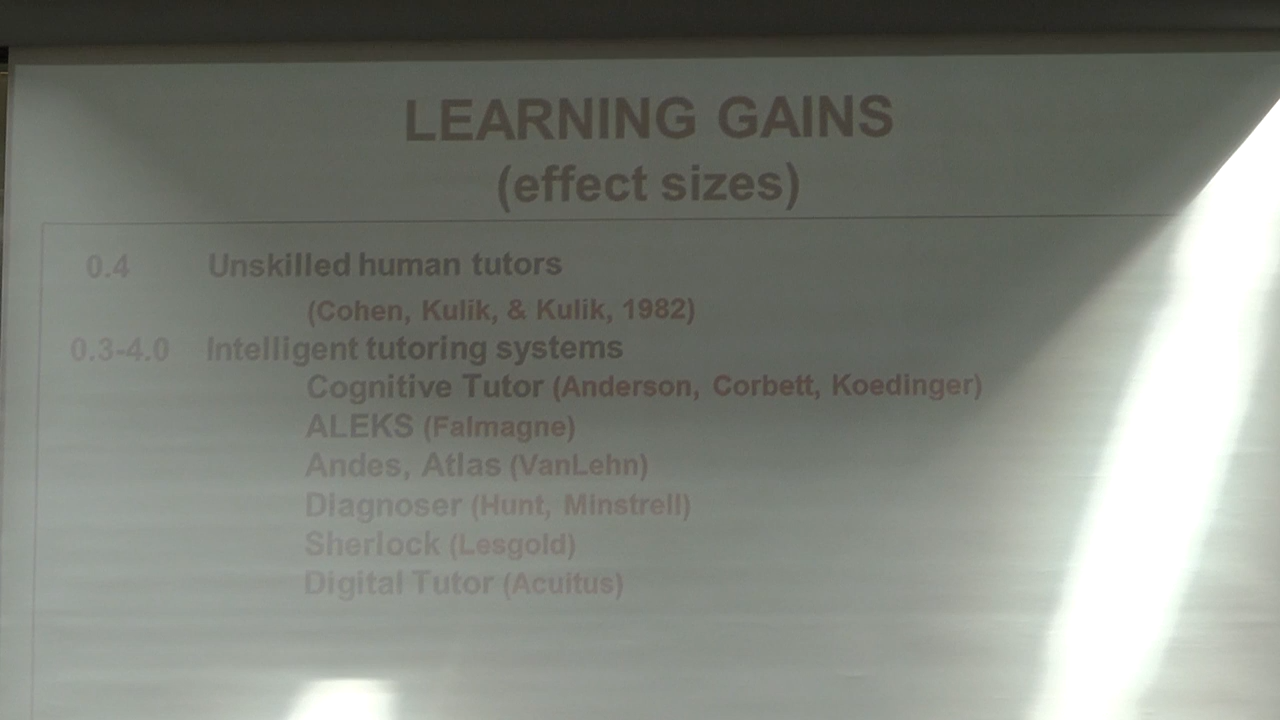 LEARNING GAINS
(effect sizes)
0.4 Unskilled human tutors
(Cohen, Kulik, & Kulik, 1982)
0.3-4.0 Intelligent tutoring systems
Cognitive Tutor (Anderson, Corbett, Koedinger)
ALEKS (Falmagne)
Andes, Atlas (VanLehn)
Diagnoser (Hunt, Minstrell)
Sherlock (Lesgold)
Digital Tutor (Acuitus)